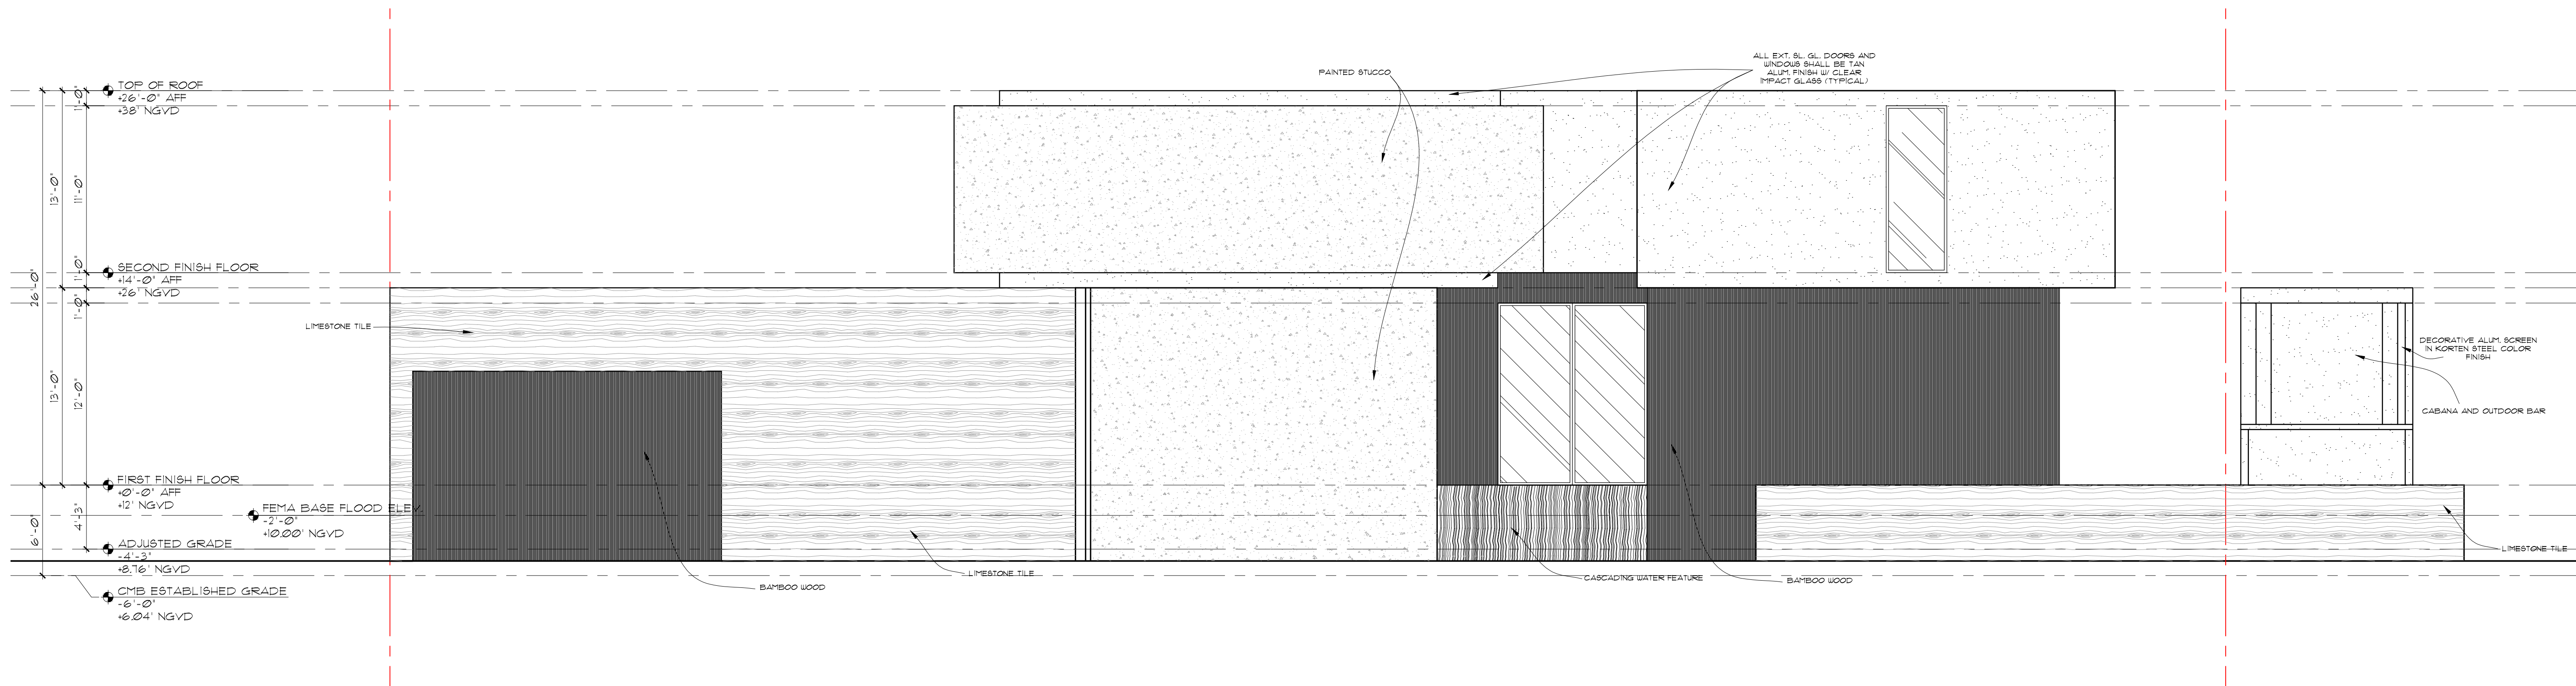 TOP OF ROOF
+26'-0" AFF
+38' NGVD
SECOND FINISH FLOOR
+14'-0" AFF
+26' NGVD
FIRST FINISH FLOOR
+0'-0" AFF
+12' NGVD
FEMA BASE FLOOD ELEV.
-2'-0"
+10.00' NGVD
ADJUSTED GRADE
-4'-3"
+8.76' NGVD
CMB ESTABLISHED GRADE
-6'-0"
+6.04' NGVD
26'-0"
6'-0"
13'-0"
13'-0"
1'-0"
11'-0"
1'-0"
1'-0"
12'-0"
4'-3"
LIMESTONE TILE
PAINTED STUCCO
ALL EXT. SL. GL. DOORS AND
WINDOWS SHALL BE TAN
ALUM. FINISH W/ CLEAR
IMPACT GLASS (TYPICAL)
DECORATIVE ALUM. SCREEN
IN KORTEN STEEL COLOR
FINISH
CABANA AND OUTDOOR BAR
LIMESTONE TILE
LIMESTONE TILE
BAMBOO WOOD
CASCADING WATER FEATURE
BAMBOO WOOD